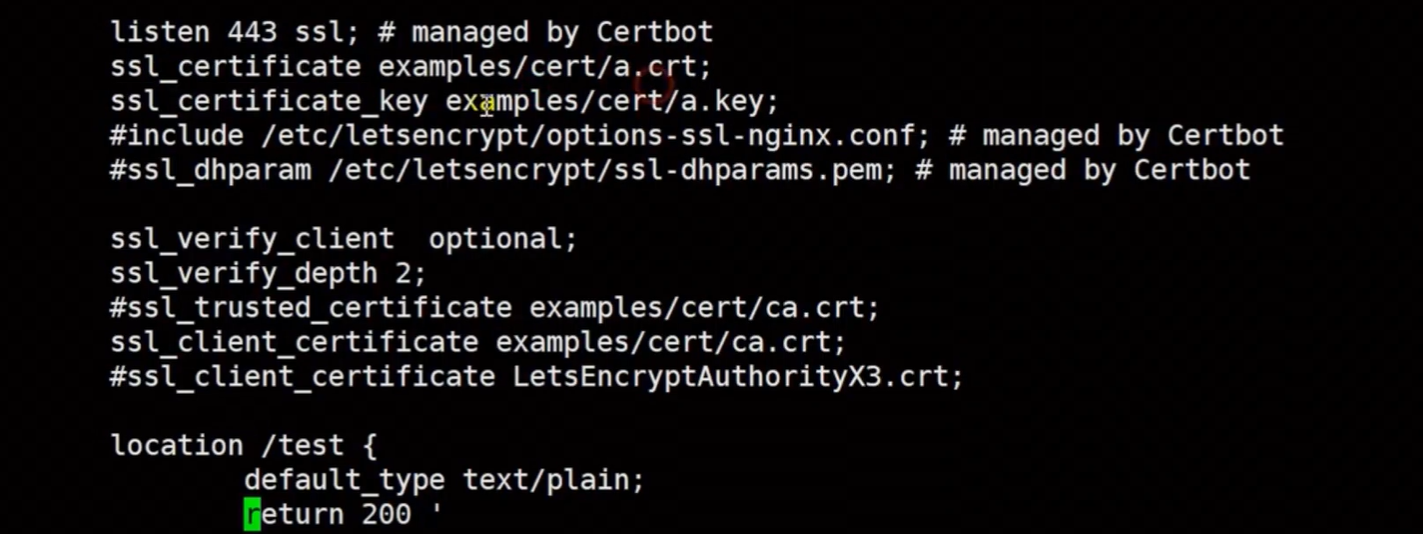 listen 443 ssl; # managed by Certbot
ssl_certificate examples/cert/a.crt;
ssl_certificate_key examples/cert/a.key;
#include /etc/letsencrypt/options-ssl-nginx.conf; # managed by Certbot
#ssl_dhparam /etc/letsencrypt/ssl-dhparams.pem; # managed by Certbot
ssl_verify_client  optional;
ssl_verify_depth 2;
#ssl_trusted_certificate examples/cert/ca.crt;
ssl_client_certificate examples/cert/ca.crt;
#ssl_client_certificate LetsEncryptAuthorityX3.crt;
location /test {
default_type text/plain;
return 200 '